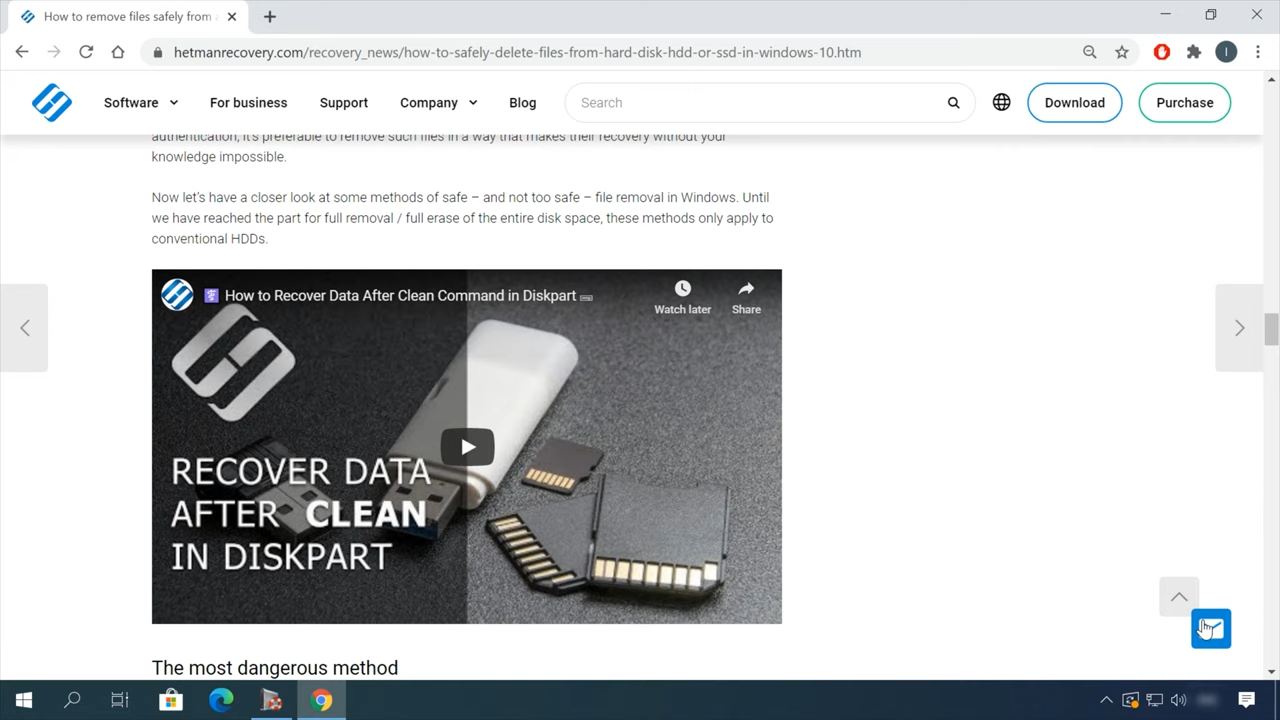 How to remove files safely from
hetmanrecovery.com/recovery_news/how-to-safely-delete-files-from-hard-disk-hdd-or-ssd-in-windows-10.htm
I
Software For business Support Company Blog Search Download Purchase
authentication, it's preferable to remove such files in a way that makes their recovery without your
knowledge impossible.
Now let's have a closer look at some methods of safe – and not too safe – file removal in Windows. Until
we have reached the part for full removal / full erase of the entire disk space, these methods only apply to
conventional HDDs.
How to Recover Data After Clean Command in Diskpart
Watch later Share
RECOVER DATA
AFTER CLEAN
IN DISKPART
The most dangerous method